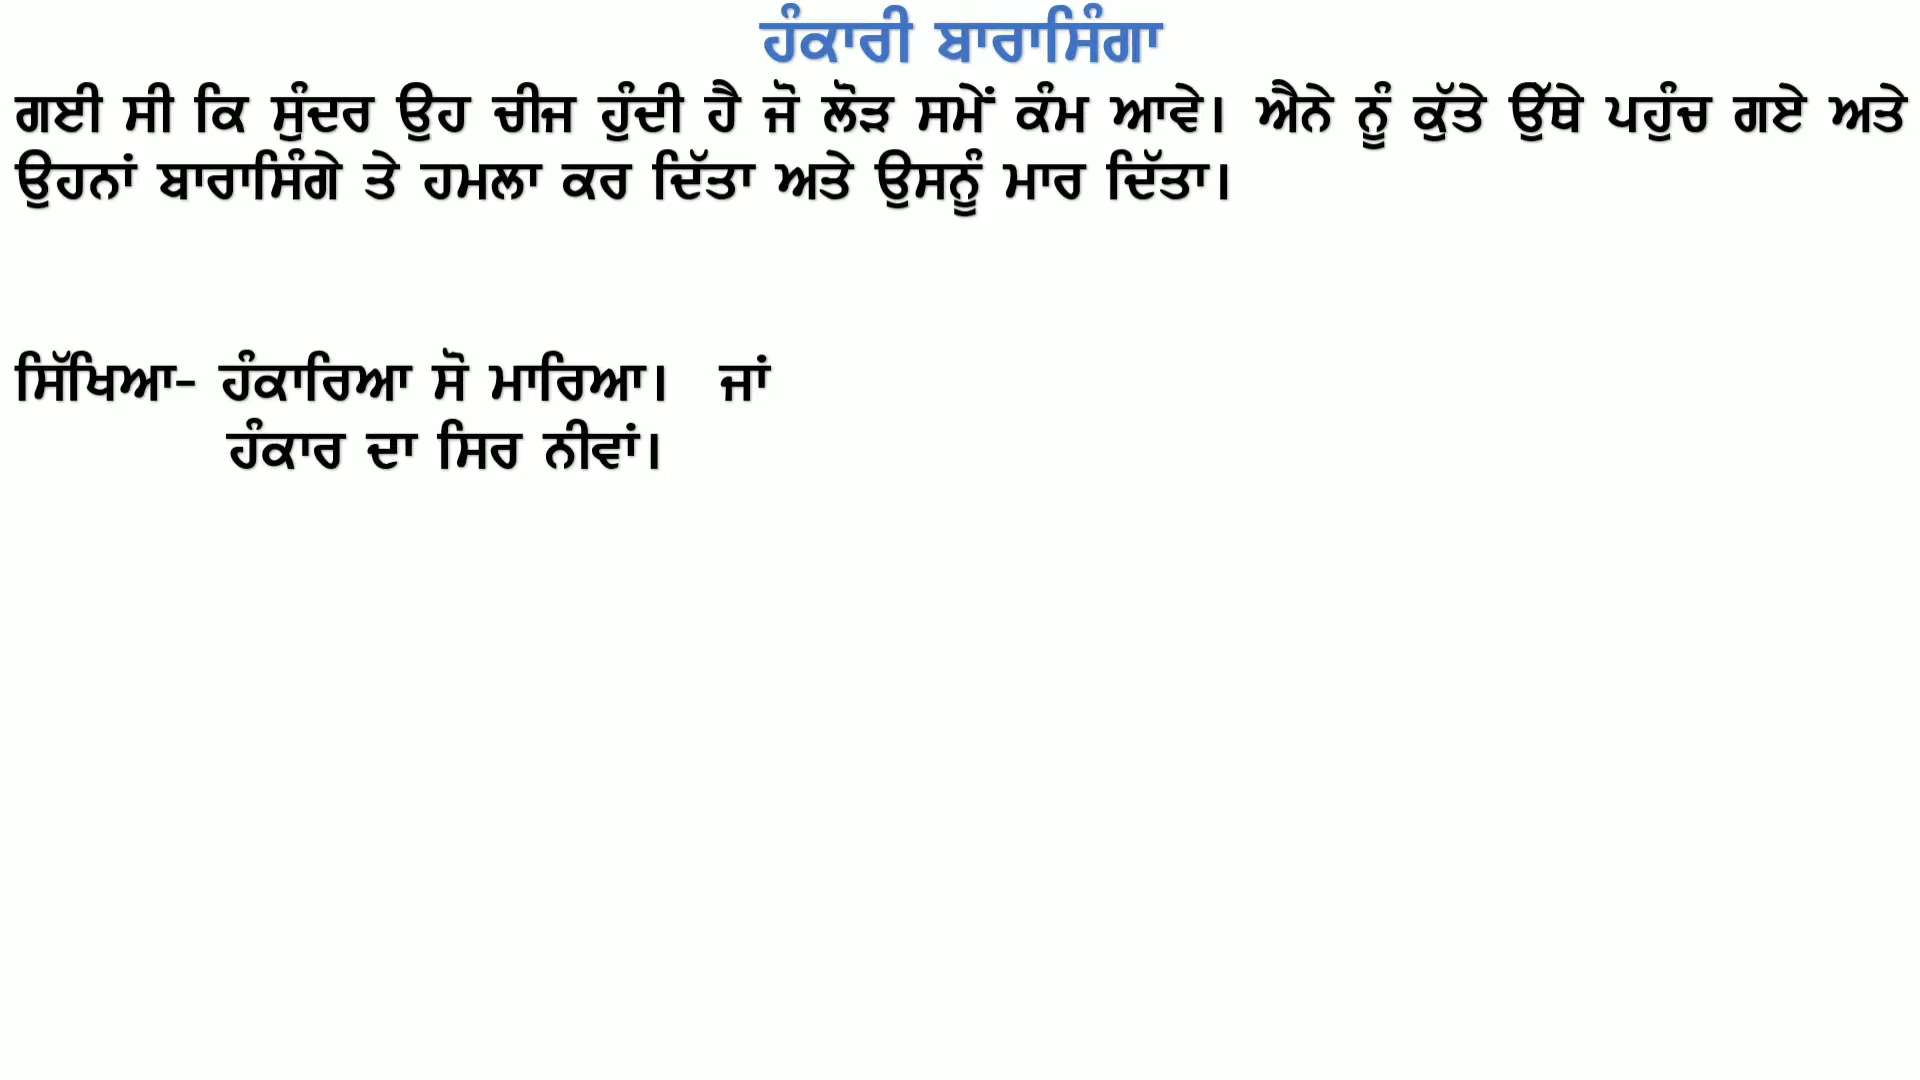 ਹੰਕਾਰੀ ਬਾਰਾਸਿੰਗਾ
ਗਈ ਸੀ ਕਿ ਸੁੰਦਰ ਉਹ ਚੀਜ ਹੁੰਦੀ ਹੈ ਜੋ ਲੋੜ ਸਮੇਂ ਕੰਮ ਆਵੇ। ਐਨੇ ਨੂੰ ਕੁੱਤੇ ਉੱਥੇ ਪਹੁੰਚ ਗਏ ਅਤੇ
ਉਹਨਾਂ ਬਾਰਾਸਿੰਗੇ ਤੇ ਹਮਲਾ ਕਰ ਦਿੱਤਾ ਅਤੇ ਉਸਨੂੰ ਮਾਰ ਦਿੱਤਾ।
ਸਿੱਖਿਆ- ਹੰਕਾਰਿਆ ਸੋ ਮਾਰਿਆ। ਜਾਂ
ਹੰਕਾਰ ਦਾ ਸਿਰ ਨੀਵਾਂ।